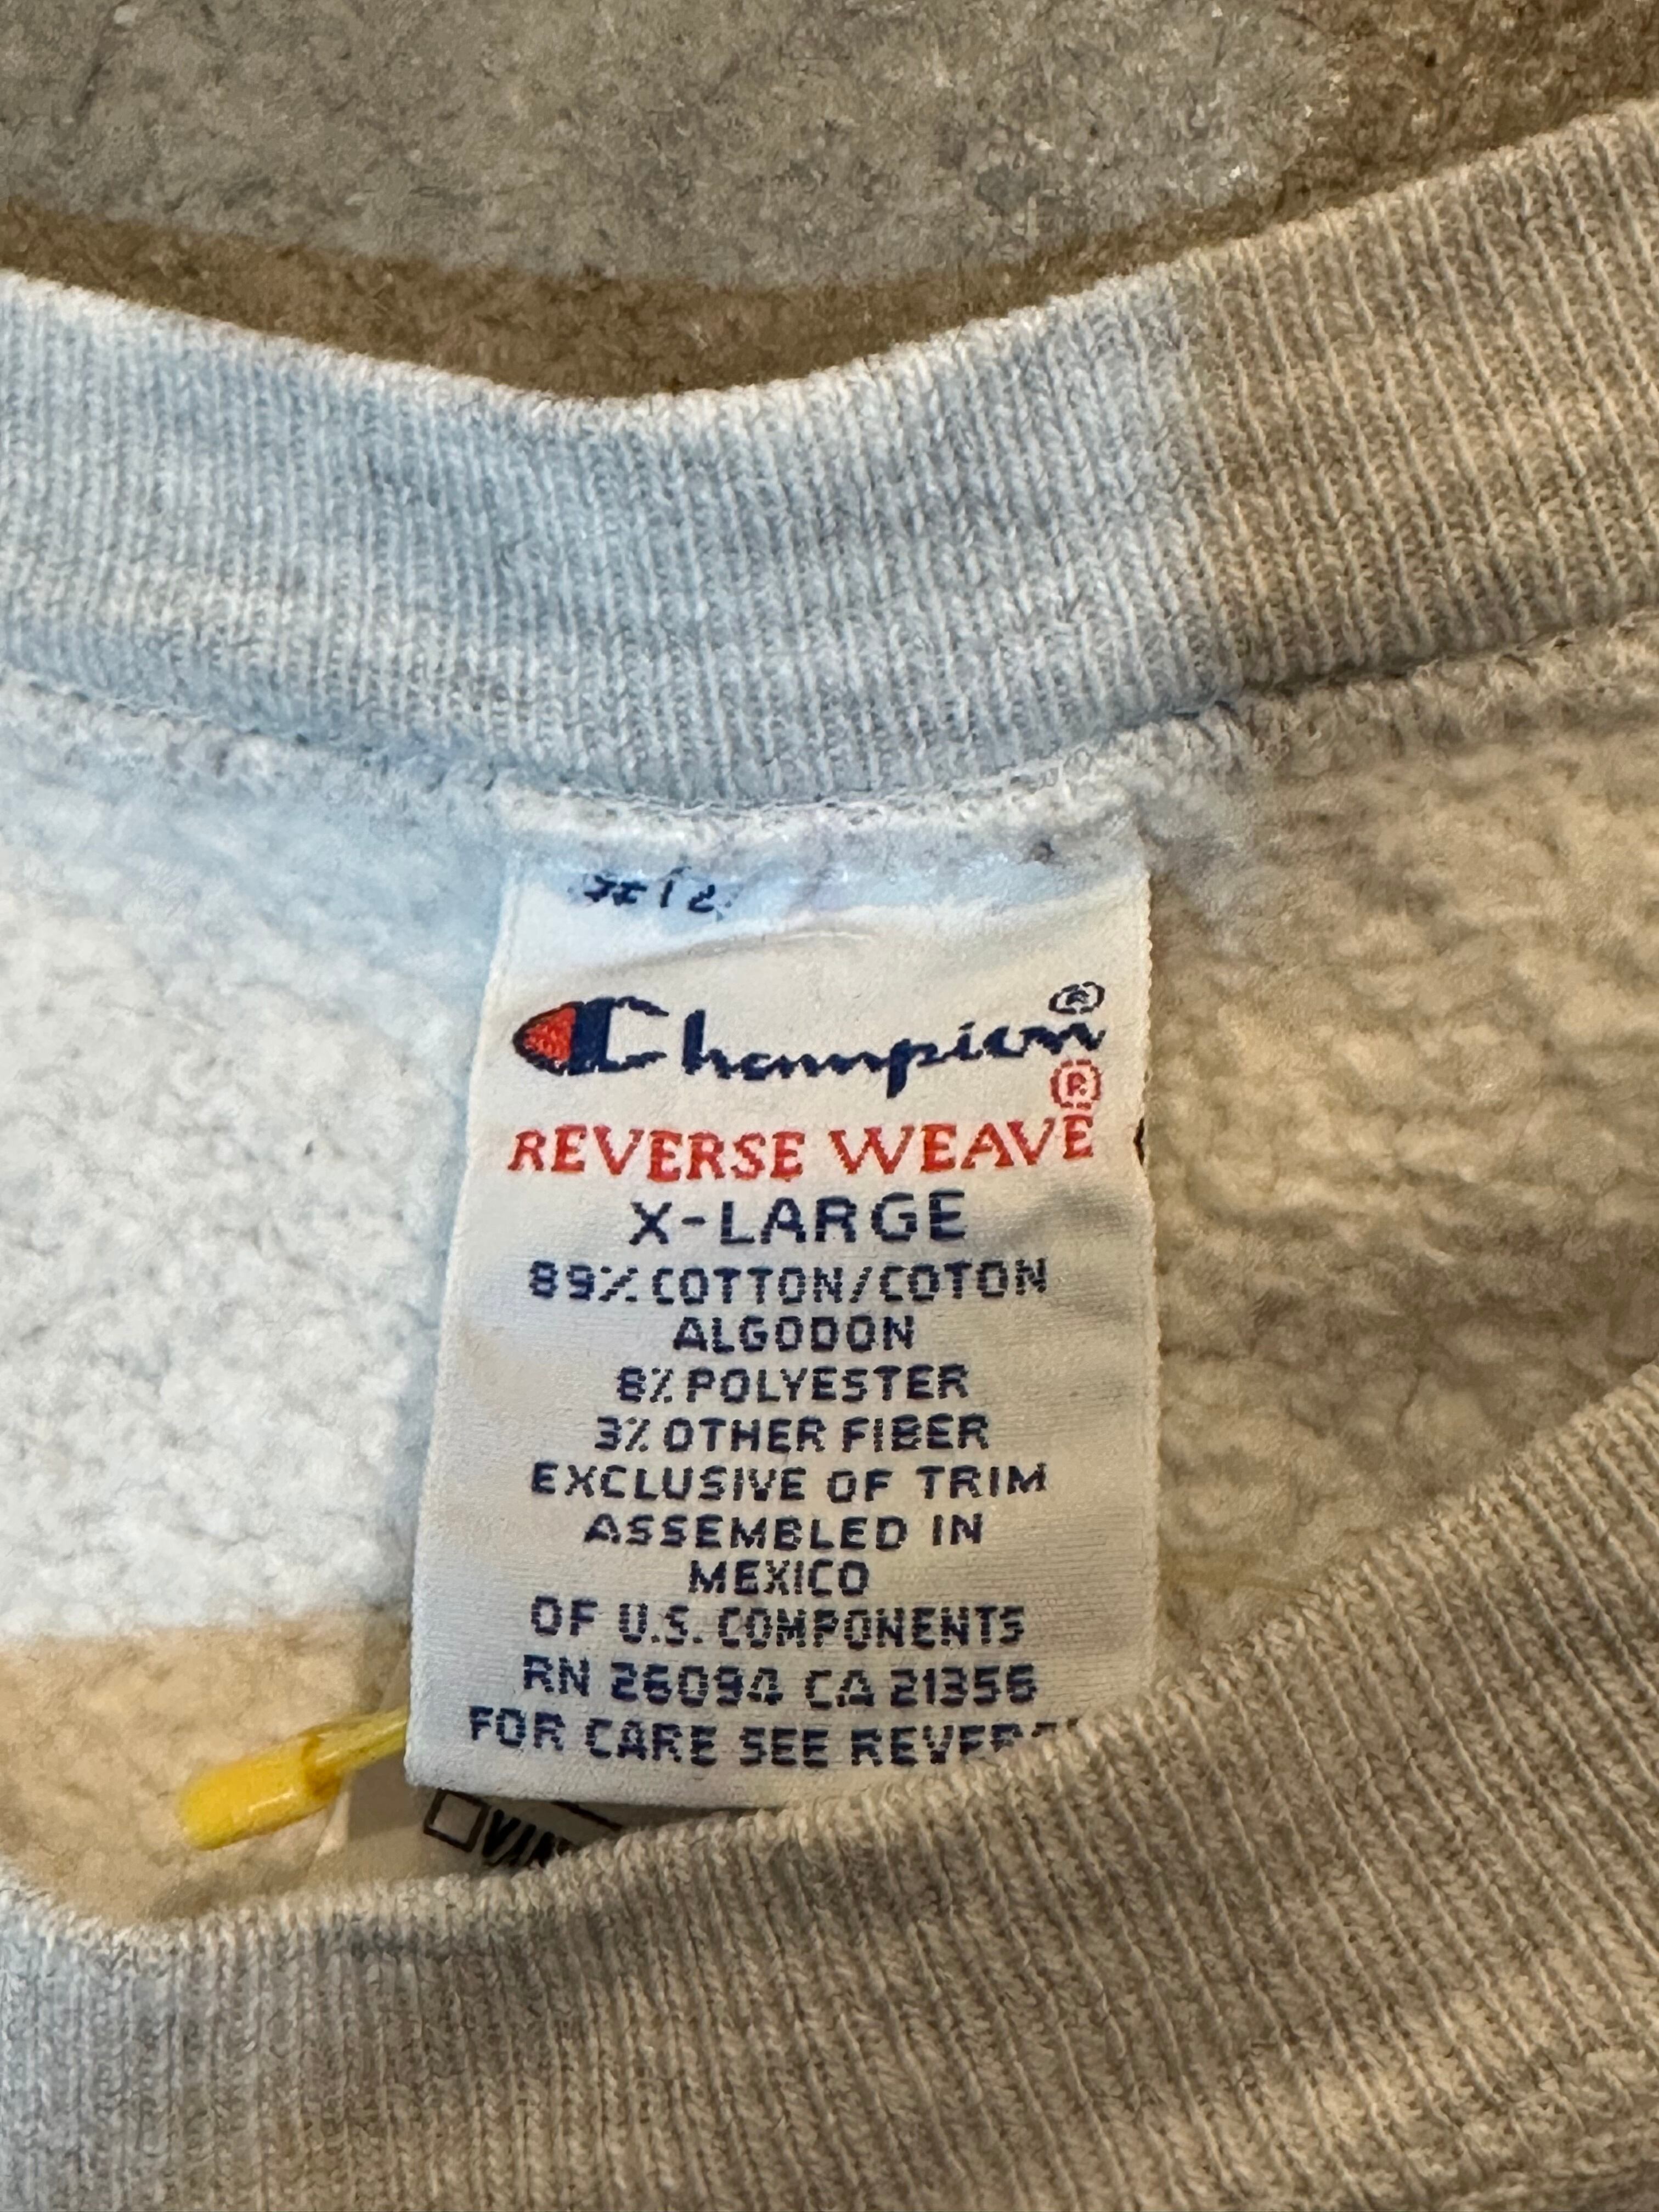 #12
Champion®
®
REVERSE WEAVE
X-LARGE
89% COTTON/COTON
ALGODON
8% POLYESTER
3% OTHER FIBER
EXCLUSIVE OF TRIM
ASSEMBLED IN
MEXICO
OF U.S. COMPONENTS
RN 26094 CA 21356
FOR CARE SEE